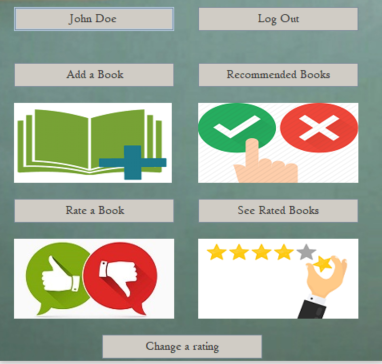 John Doe
Log Out
Add a Book
Recommended Books
Rate a Book
See Rated Books
Change a rating